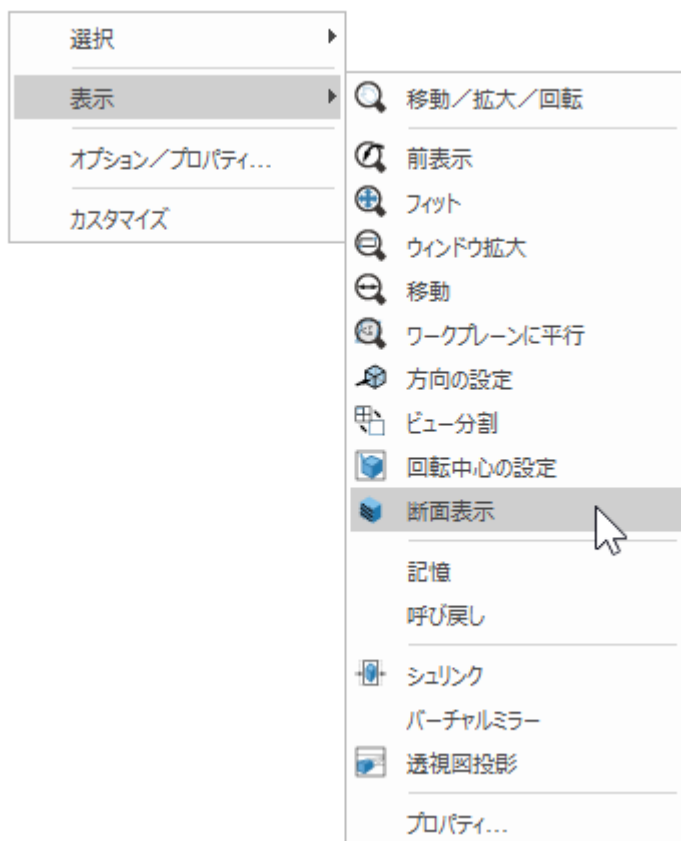 選択
表示
オプション／プロパティ...
カスタマイズ
移動／拡大／回転
前表示
フィット
ウィンドウ拡大
移動
ワークプレーンに平行
方向の設定
ビュー分割
回転中心の設定
断面表示
記憶
呼び戻し
シュリンク
バーチャルミラー
透視図投影
プロパティ...